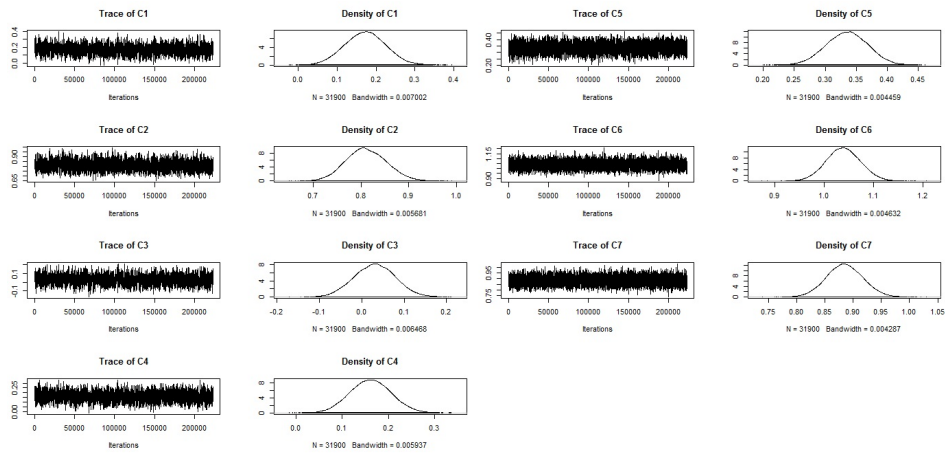 Trace of C1
0.0 0.2 0.4
0 50000 100000 150000 200000
Iterations
Density of C1
0 4
0.0 0.1 0.2 0.3 0.4
N = 31900 Bandwidth = 0.007002
Trace of C5
0.20 0.40
0 50000 100000 150000 200000
Iterations
Density of C5
0 4 8
0.20 0.25 0.30 0.35 0.40 0.45
N = 31900 Bandwidth = 0.004459
Trace of C2
0.65 0.90
0 50000 100000 150000 200000
Iterations
Density of C2
0 4 8
0.7 0.8 0.9 1.0
N = 31900 Bandwidth = 0.005681
Trace of C6
0.90 1.15
0 50000 100000 150000 200000
Iterations
Density of C6
0 4 8
0.9 1.0 1.1 1.2
N = 31900 Bandwidth = 0.004632
Trace of C3
-0.1 0.1
0 50000 100000 150000 200000
Iterations
Density of C3
0 4 8
-0.2 -0.1 0.0 0.1 0.2
N = 31900 Bandwidth = 0.006468
Trace of C7
0.75 0.95
0 50000 100000 150000 200000
Iterations
Density of C7
0 4 8
0.75 0.80 0.85 0.90 0.95 1.00 1.05
N = 31900 Bandwidth = 0.004287
Trace of C4
0.00 0.25
0 50000 100000 150000 200000
Iterations
Density of C4
0 4 8
0.0 0.1 0.2 0.3
N = 31900 Bandwidth = 0.005937